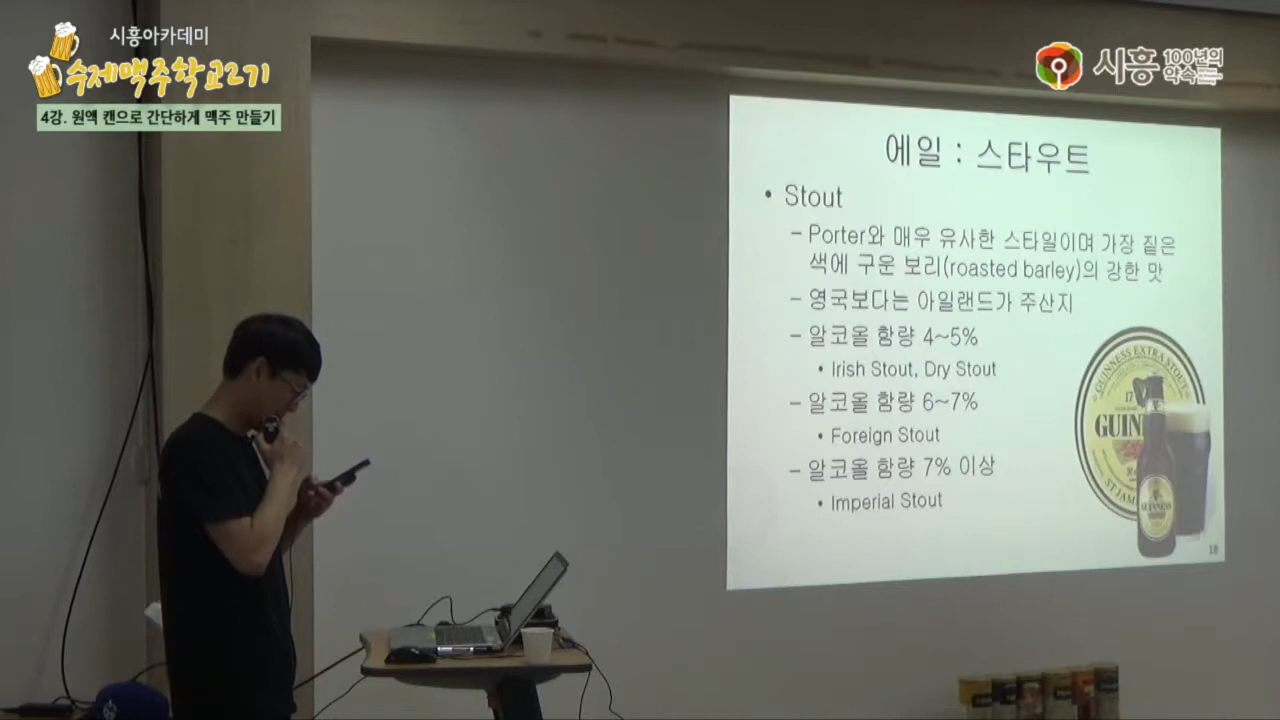 시흥아카데미
수제맥주학교2기
4강. 원액 캔으로 간단하게 맥주 만들기
시흥 100년의
약속
에일 : 스타우트
• Stout
– Porter와 매우 유사한 스타일이며 가장 짙은
색에 구운 보리(roasted barley)의 강한 맛
– 영국보다는 아일랜드가 주산지
– 알코올 함량 4~5%
• Irish Stout, Dry Stout
– 알코올 함량 6~7%
• Foreign Stout
– 알코올 함량 7% 이상
• Imperial Stout
GUINNESS EXTRA STOUT
17
GUIN
ST JAM
GUINNESS
18